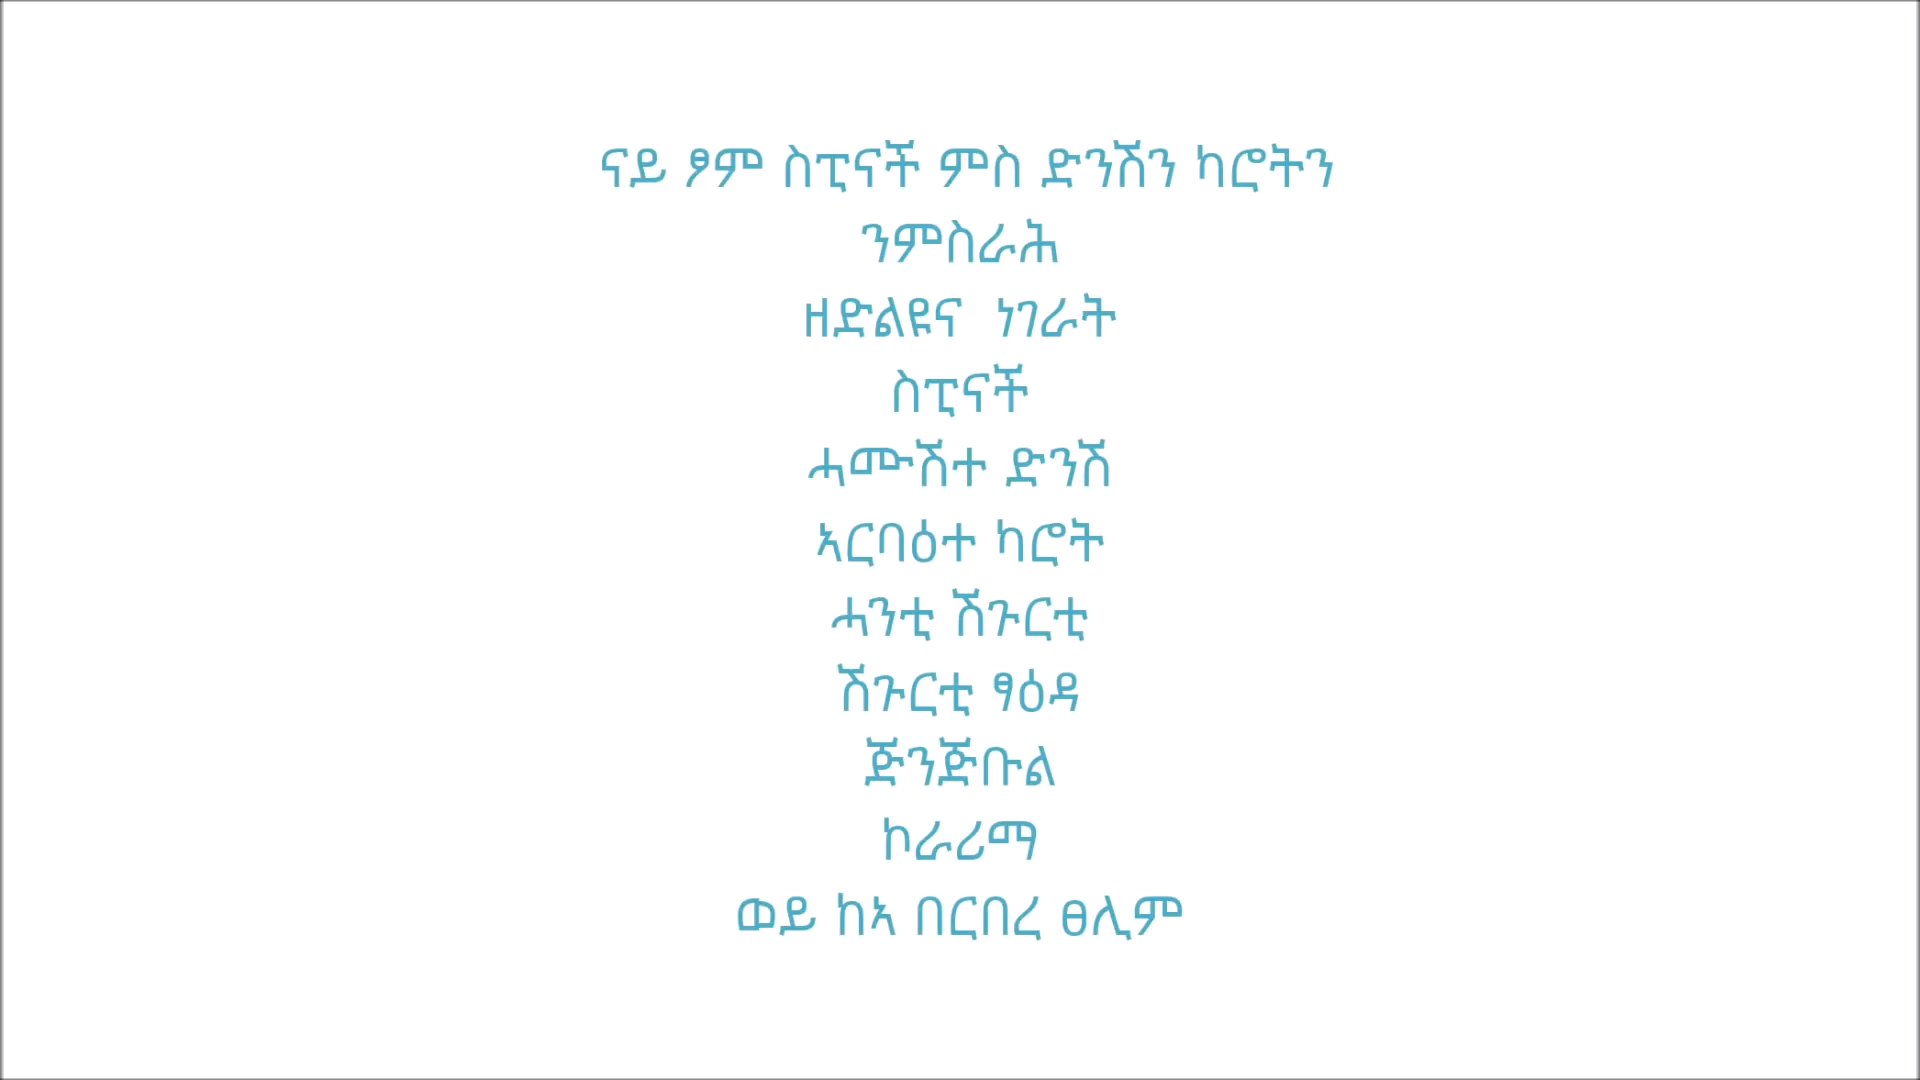 ናይ ፆም ስፒናች ምስ ድንሽን ካሮትን
ንምስራሕ
ዘድልዩና ነገራት
ስፒናች
ሓሙሽተ ድንሽ
ኣርባዕተ ካሮት
ሓንቲ ሽጉርቲ
ሽጉርቲ ፃዕዳ
ጅንጅቡል
ኮራሪማ
ወይ ከኣ በርበረ ፀሊም